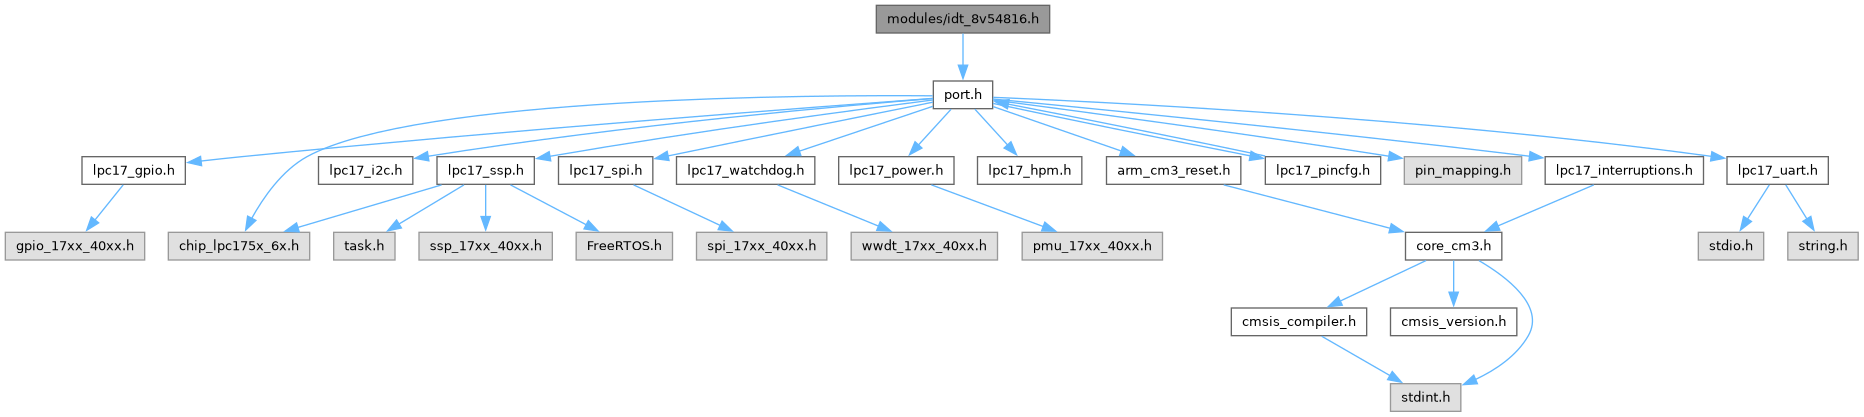 modules/idt_8v54816.h
port.h
lpc17_gpio.h
lpc17_i2c.h
lpc17_ssp.h
lpc17_spi.h
lpc17_watchdog.h
lpc17_power.h
lpc17_hpm.h
arm_cm3_reset.h
lpc17_pincfg.h
pin_mapping.h
lpc17_interruptions.h
lpc17_uart.h
gpio_17xx_40xx.h
chip_lpc175x_6x.h
task.h
ssp_17xx_40xx.h
FreeRTOS.h
spi_17xx_40xx.h
wwdt_17xx_40xx.h
pmu_17xx_40xx.h
core_cm3.h
stdio.h
string.h
cmsis_compiler.h
cmsis_version.h
stdint.h